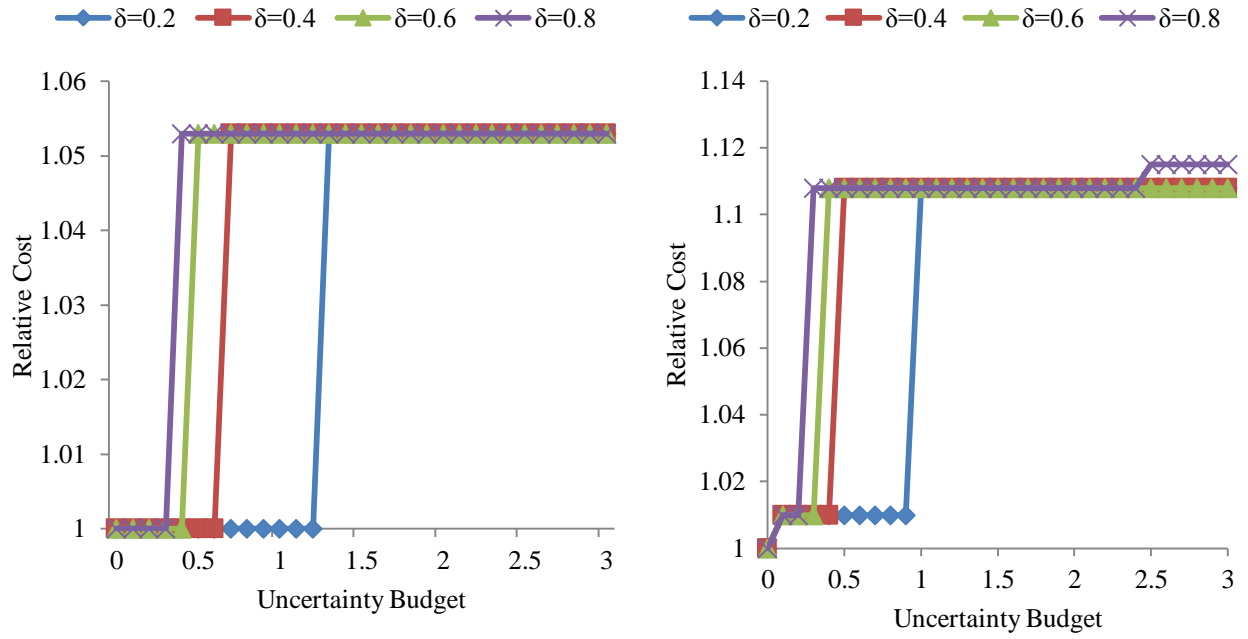 δ=0.2 δ=0.4 δ=0.6 δ=0.8
1.06
1.05
1.04
1.03
1.02
1.01
1
0 0.5 1 1.5 2 2.5 3
Relative Cost
Uncertainty Budget
δ=0.2 δ=0.4 δ=0.6 δ=0.8
1.14
1.12
1.1
1.08
1.06
1.04
1.02
1
0 0.5 1 1.5 2 2.5 3
Relative Cost
Uncertainty Budget